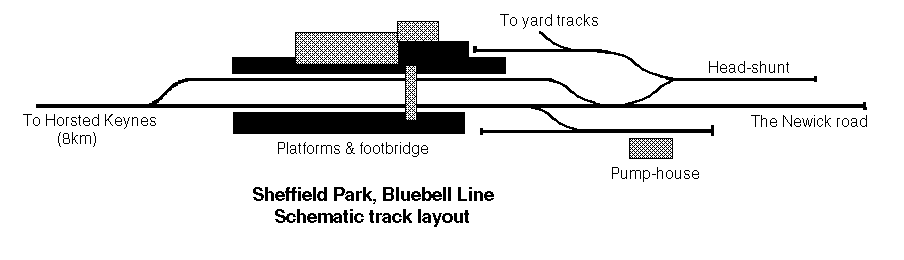 To yard tracks
Head-shunt
To Horsted Keynes
(8km)
The Newick road
Platforms & footbridge
Pump-house
Sheffield Park, Bluebell Line
Schematic track layout